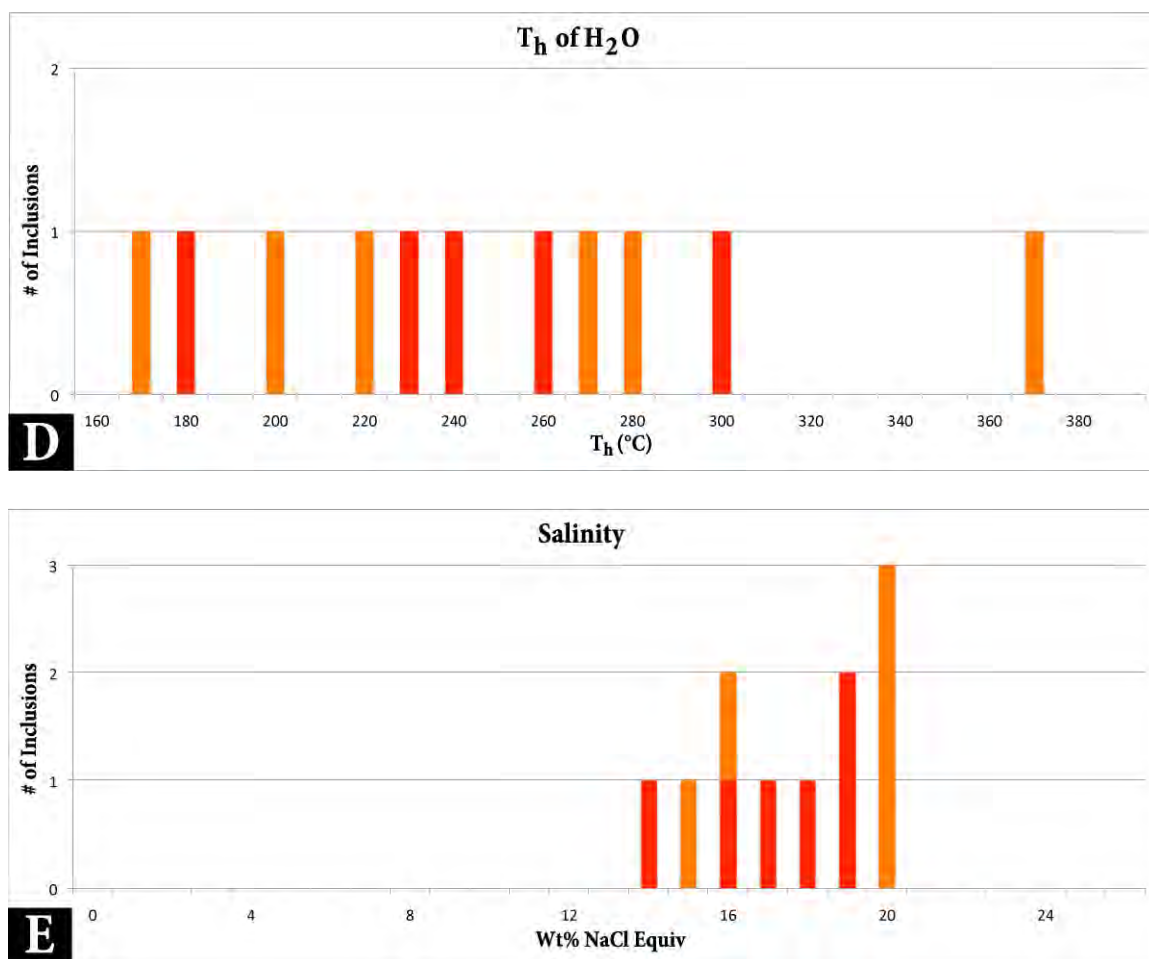 Th of H2O
2
1
0
# of Inclusions
160 180 200 220 240 260 280 300 320 340 360 380
Th (°C)
D
Salinity
3
2
1
0
# of Inclusions
0 4 8 12 16 20 24
Wt% NaCl Equiv
E